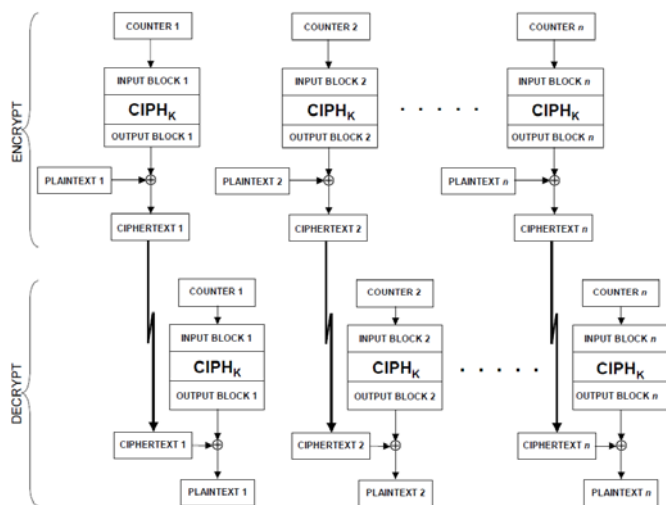 COUNTER 1 COUNTER 2 COUNTER n
INPUT BLOCK 1 INPUT BLOCK 2 INPUT BLOCK n
CIPHK CIPHK CIPHK
OUTPUT BLOCK 1 OUTPUT BLOCK 2 OUTPUT BLOCK n
ENCRYPT
PLAINTEXT 1 PLAINTEXT 2 PLAINTEXT n
CIPHERTEXT 1 CIPHERTEXT 2 CIPHERTEXT n
COUNTER 1 COUNTER 2 COUNTER n
INPUT BLOCK 1 INPUT BLOCK 2 INPUT BLOCK n
CIPHK CIPHK CIPHK
OUTPUT BLOCK 1 OUTPUT BLOCK 2 OUTPUT BLOCK n
DECRYPT
CIPHERTEXT 1 CIPHERTEXT 2 CIPHERTEXT n
PLAINTEXT 1 PLAINTEXT 2 PLAINTEXT n